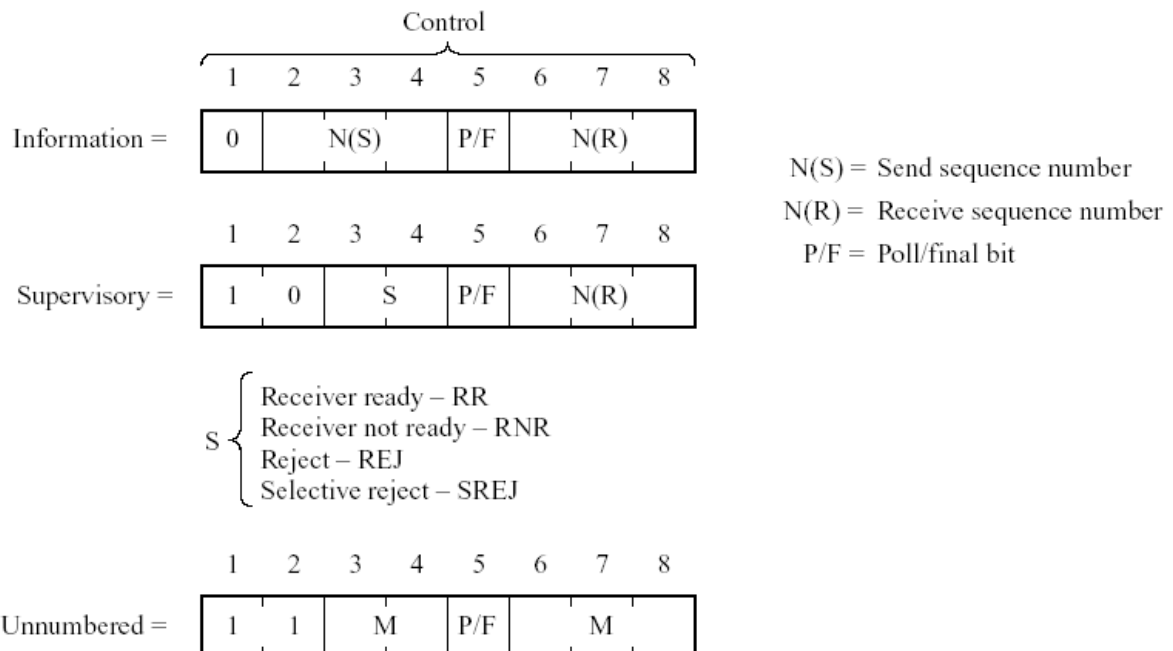 Control
1 2 3 4 5 6 7 8
Information = 0 N(S) P/F N(R)
N(S) = Send sequence number
N(R) = Receive sequence number
P/F = Poll/final bit
1 2 3 4 5 6 7 8
Supervisory = 1 0 S P/F N(R)
S
Receiver ready – RR
Receiver not ready – RNR
Reject – REJ
Selective reject – SREJ
1 2 3 4 5 6 7 8
Unnumbered = 1 1 M P/F M